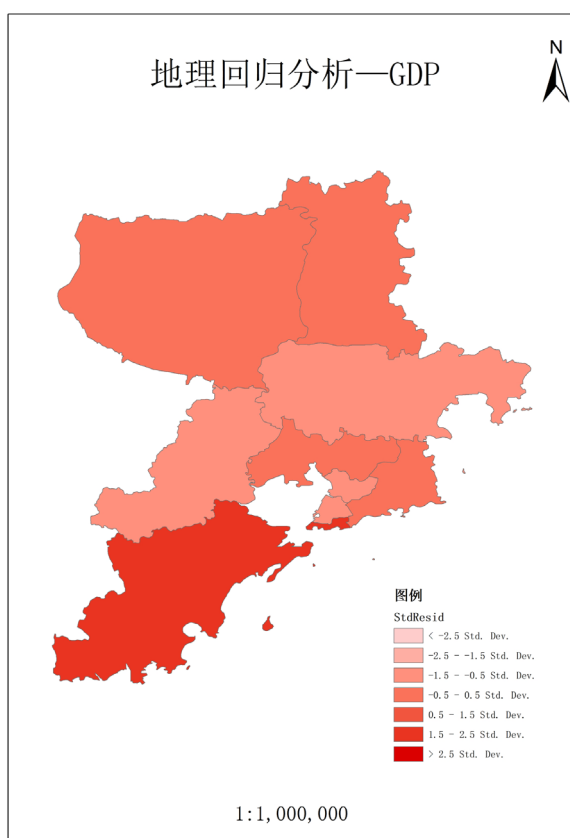 N
地理回归分析—GDP
图例
StdResid
< -2.5 Std. Dev.
-2.5 - -1.5 Std. Dev.
-1.5 - -0.5 Std. Dev.
-0.5 - 0.5 Std. Dev.
0.5 - 1.5 Std. Dev.
1.5 - 2.5 Std. Dev.
> 2.5 Std. Dev.
1:1,000,000